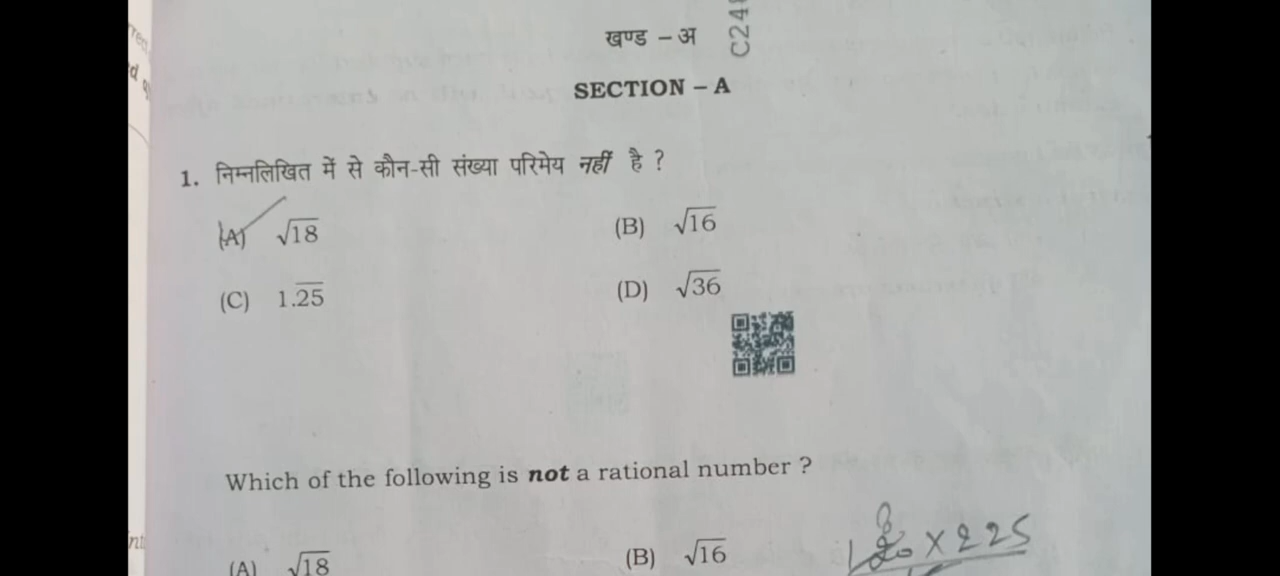 खण्ड – अ
C24
SECTION – A
1. निम्नलिखित में से कौन-सी संख्या परिमेय नहीं है ?
(A) √18 (B) √16
(C) 1.2̅5̅ (D) √36
Which of the following is not a rational number ?
(A) √18 (B) √16
× 225